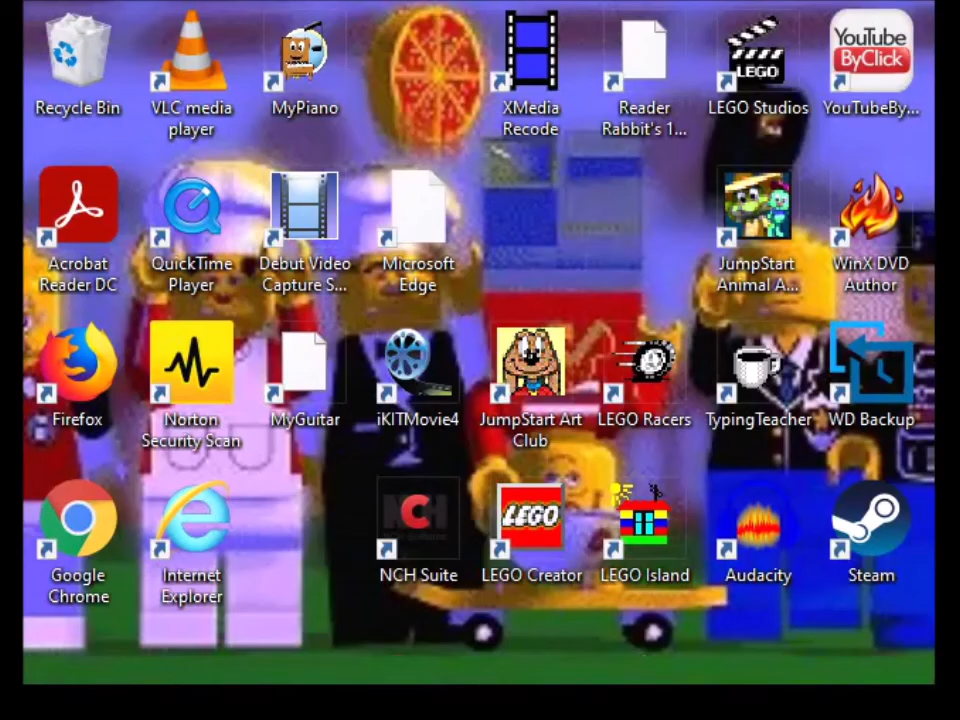 YouTube
ByClick
LEGO
Recycle Bin
VLC media
player
MyPiano
XMedia
Recode
Reader
Rabbit's 1...
LEGO Studios
YouTubeBy...
Acrobat
Reader DC
QuickTime
Player
Debut Video
Capture S...
Microsoft
Edge
JumpStart
Animal A...
WinX DVD
Author
Firefox
Norton
Security Scan
MyGuitar
iKITMovie4
JumpStart Art
Club
LEGO Racers
TypingTeacher
WD Backup
NCH
LEGO
Google
Chrome
Internet
Explorer
NCH Suite
LEGO Creator
LEGO Island
Audacity
Steam